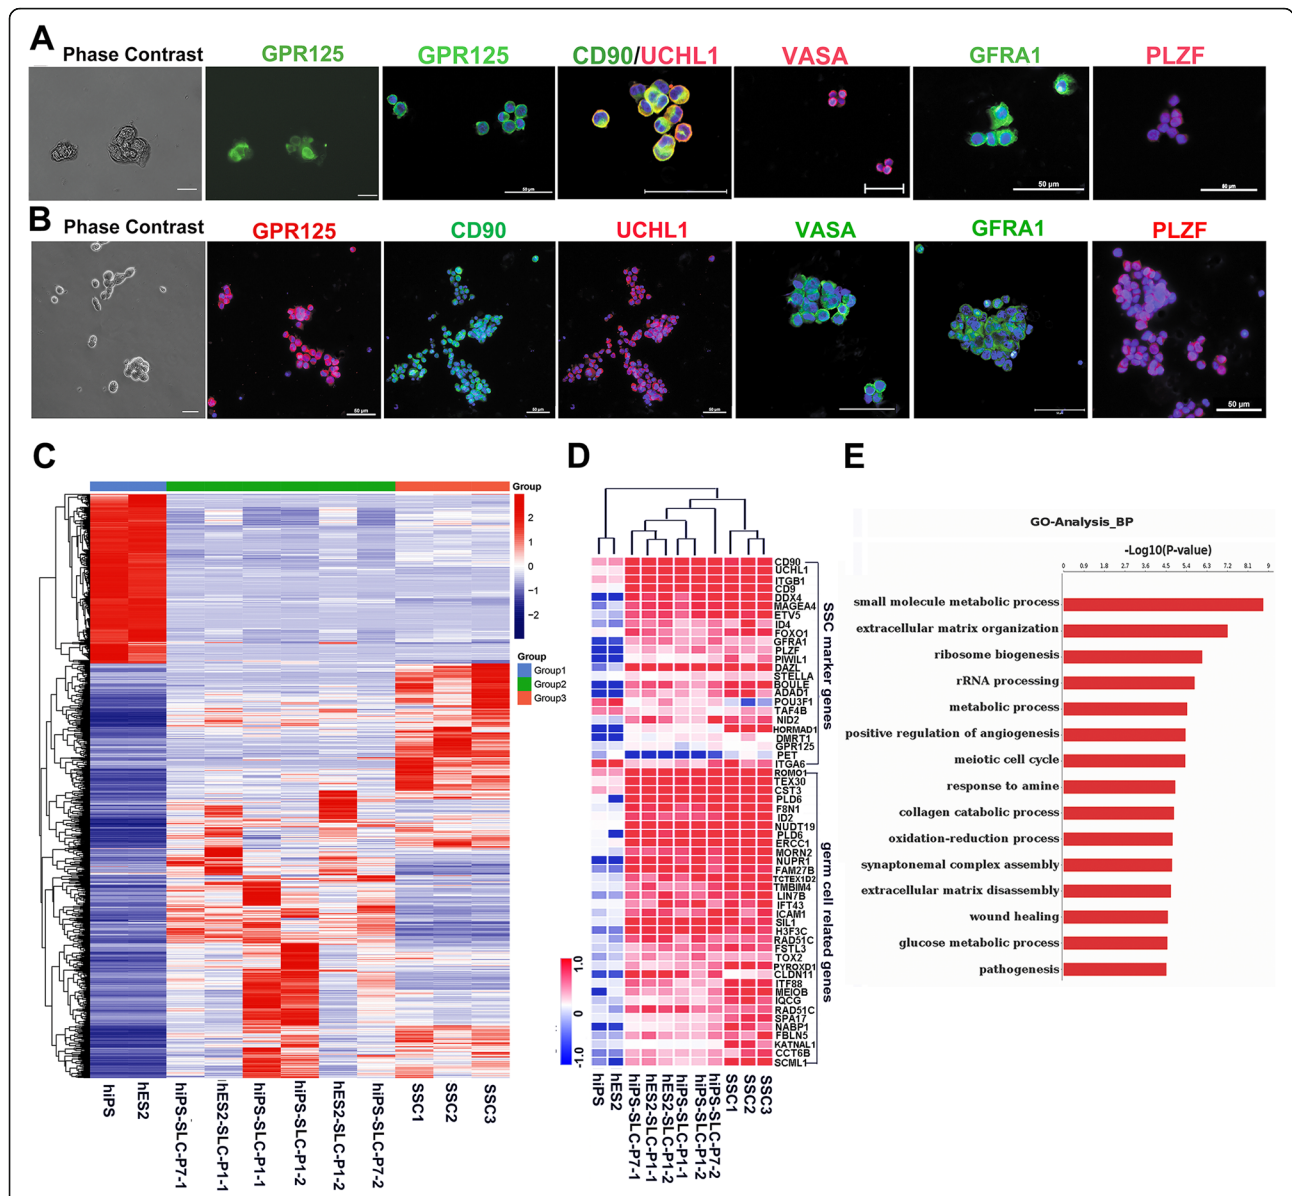 A
Phase Contrast
GPR125
GPR125
CD90/UCHL1
VASA
GFRA1
PLZF
50 µm
50 µm
50 µm
B
Phase Contrast
GPR125
CD90
UCHL1
VASA
GFRA1
PLZF
50 µm
50 µm
50 µm
50 µm
C
Group
2
1
0
−1
−2
Group
Group1
Group2
Group3
hiPS
hES2
hiPS-SLC-P7-1
hES2-SLC-P1-1
hiPS-SLC-P1-1
hiPS-SLC-P1-2
hES2-SLC-P1-2
hiPS-SLC-P7-2
SSC1
SSC2
SSC3
D
CD90
UCHL1
ITGB1
CD9
DDX4
MAGEA4
ETV5
ID4
FOXO1
GFRA1
PLZF
PIWIL1
DAZL
STELLA
BOULE
ADAD1
POU3F1
TAF4B
NID2
HORMAD1
DMRT1
GPR125
PET
ITGA6
SSC marker genes
ROMO1
TEX30
CST3
PLD6
F8N1
ID2
NUDT19
PLD6
ERCC1
MORN2
NUPR1
FAM27B
TCTEX1D2
TMBIM4
LIN7B
IFT43
ICAM1
SIL1
H3F3C
RAD51C
FSTL3
TOX2
PYROXD1
CLDN11
ITF88
MEIOB
IQCG
RAD51C
SPA17
NABP1
FBLN5
KATNAL1
CCT6B
SCML1
germ cell related genes
1.0
0
-1.0
hiPS
hES2
hiPS-SLC-P7-1
hES2-SLC-P1-1
hES2-SLC-P1-2
hiPS-SLC-P1-1
hiPS-SLC-P1-2
hiPS-SLC-P7-2
SSC1
SSC2
SSC3
E
GO-Analysis_BP
-Log10(P-value)
0 0.9 1.8 2.7 3.6 4.5 5.4 6.3 7.2 8.1 9
small molecule metabolic process
extracellular matrix organization
ribosome biogenesis
rRNA processing
metabolic process
positive regulation of angiogenesis
meiotic cell cycle
response to amine
collagen catabolic process
oxidation-reduction process
synaptonemal complex assembly
extracellular matrix disassembly
wound healing
glucose metabolic process
pathogenesis